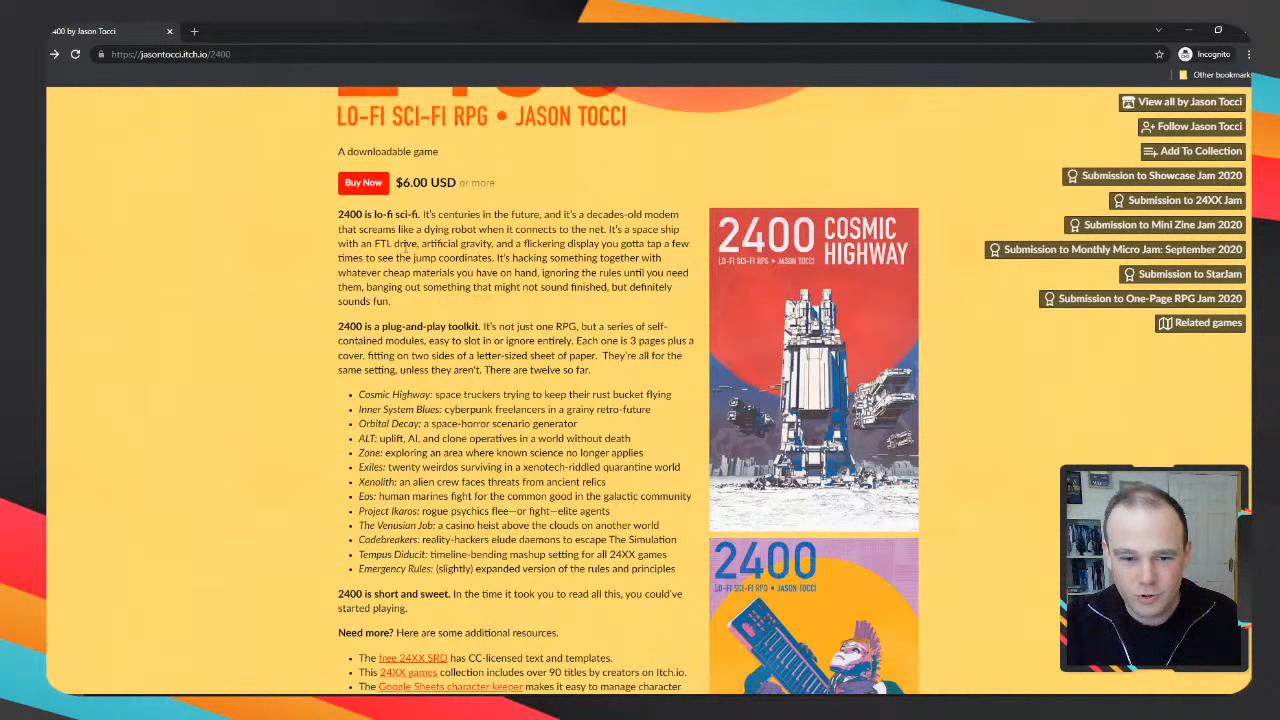 400 by Jason Tocci
https://jasontocci.itch.io/2400
Incognito
Other bookmarks
LO-FI SCI-FI RPG • JASON TOCCI
A downloadable game
Buy Now $6.00 USD or more
2400 is lo-fi sci-fi. It's centuries in the future, and it's a decades-old modem
that screams like a dying robot when it connects to the net. It's a space ship
with an FTL drive, artificial gravity, and a flickering display you gotta tap a few
times to see the jump coordinates. It's hacking something together with
whatever cheap materials you have on hand, ignoring the rules until you need
them, banging out something that might not sound finished, but definitely
sounds fun.
2400 is a plug-and-play toolkit. It's not just one RPG, but a series of self-
contained modules, easy to slot in or ignore entirely. Each one is 3 pages plus a
cover, fitting on two sides of a letter-sized sheet of paper. They're all for the
same setting, unless they aren't. There are twelve so far.
• Cosmic Highway: space truckers trying to keep their rust bucket flying
• Inner System Blues: cyberpunk freelancers in a grainy retro-future
• Orbital Decay: a space-horror scenario generator
• ALT: uplift, AI, and clone operatives in a world without death
• Zone: exploring an area where known science no longer applies
• Exiles: twenty weirdos surviving in a xenotech-riddled quarantine world
• Xenolith: an alien crew faces threats from ancient relics
• Eos: human marines fight for the common good in the galactic community
• Project Ikaros: rogue psychics flee—or fight—elite agents
• The Venusian Job: a casino heist above the clouds on another world
• Codebreakers: reality-hackers elude daemons to escape The Simulation
• Tempus Diducit: timeline-bending mashup setting for all 24XX games
• Emergency Rules: (slightly) expanded version of the rules and principles
2400 is short and sweet. In the time it took you to read all this, you could've
started playing.
Need more? Here are some additional resources.
• The free 24XX SRD has CC-licensed text and templates.
• This 24XX games collection includes over 90 titles by creators on Itch.io.
• The Google Sheets character keeper makes it easy to manage character
2400 COSMIC
HIGHWAY
LO-FI SCI-FI RPG • JASON TOCCI
2400
LO-FI SCI-FI RPG • JASON TOCCI
View all by Jason Tocci
Follow Jason Tocci
Add To Collection
Submission to Showcase Jam 2020
Submission to 24XX Jam
Submission to Mini Zine Jam 2020
Submission to Monthly Micro Jam: September 2020
Submission to StarJam
Submission to One-Page RPG Jam 2020
Related games